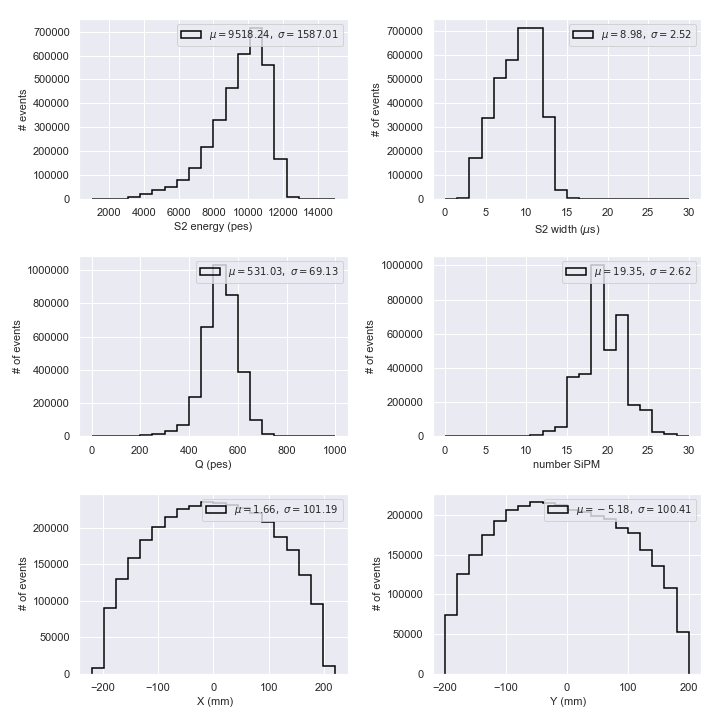 μ = 9518.24, σ = 1587.01
700000
600000
500000
400000
300000
200000
100000
0
# events
2000 4000 6000 8000 10000 12000 14000
S2 energy (pes)
μ = 8.98, σ = 2.52
700000
600000
500000
400000
300000
200000
100000
0
# of events
0 5 10 15 20 25 30
S2 width (μs)
μ = 531.03, σ = 69.13
1000000
800000
600000
400000
200000
0
# of events
0 200 400 600 800 1000
Q (pes)
μ = 19.35, σ = 2.62
1000000
800000
600000
400000
200000
0
# of events
0 5 10 15 20 25 30
number SiPM
μ = 1.66, σ = 101.19
200000
150000
100000
50000
0
# of events
−200 −100 0 100 200
X (mm)
μ = −5.18, σ = 100.41
200000
150000
100000
50000
0
# of events
−200 −100 0 100 200
Y (mm)